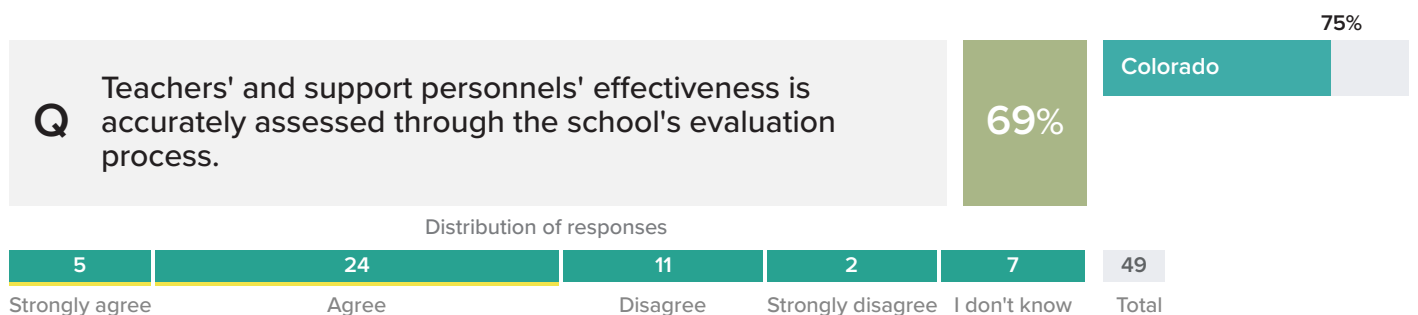 75%
Q
Teachers' and support personnels' effectiveness is
accurately assessed through the school's evaluation
process.
69%
Colorado
Distribution of responses
5 24 11 2 7 49
Strongly agree Agree Disagree Strongly disagree I don't know Total